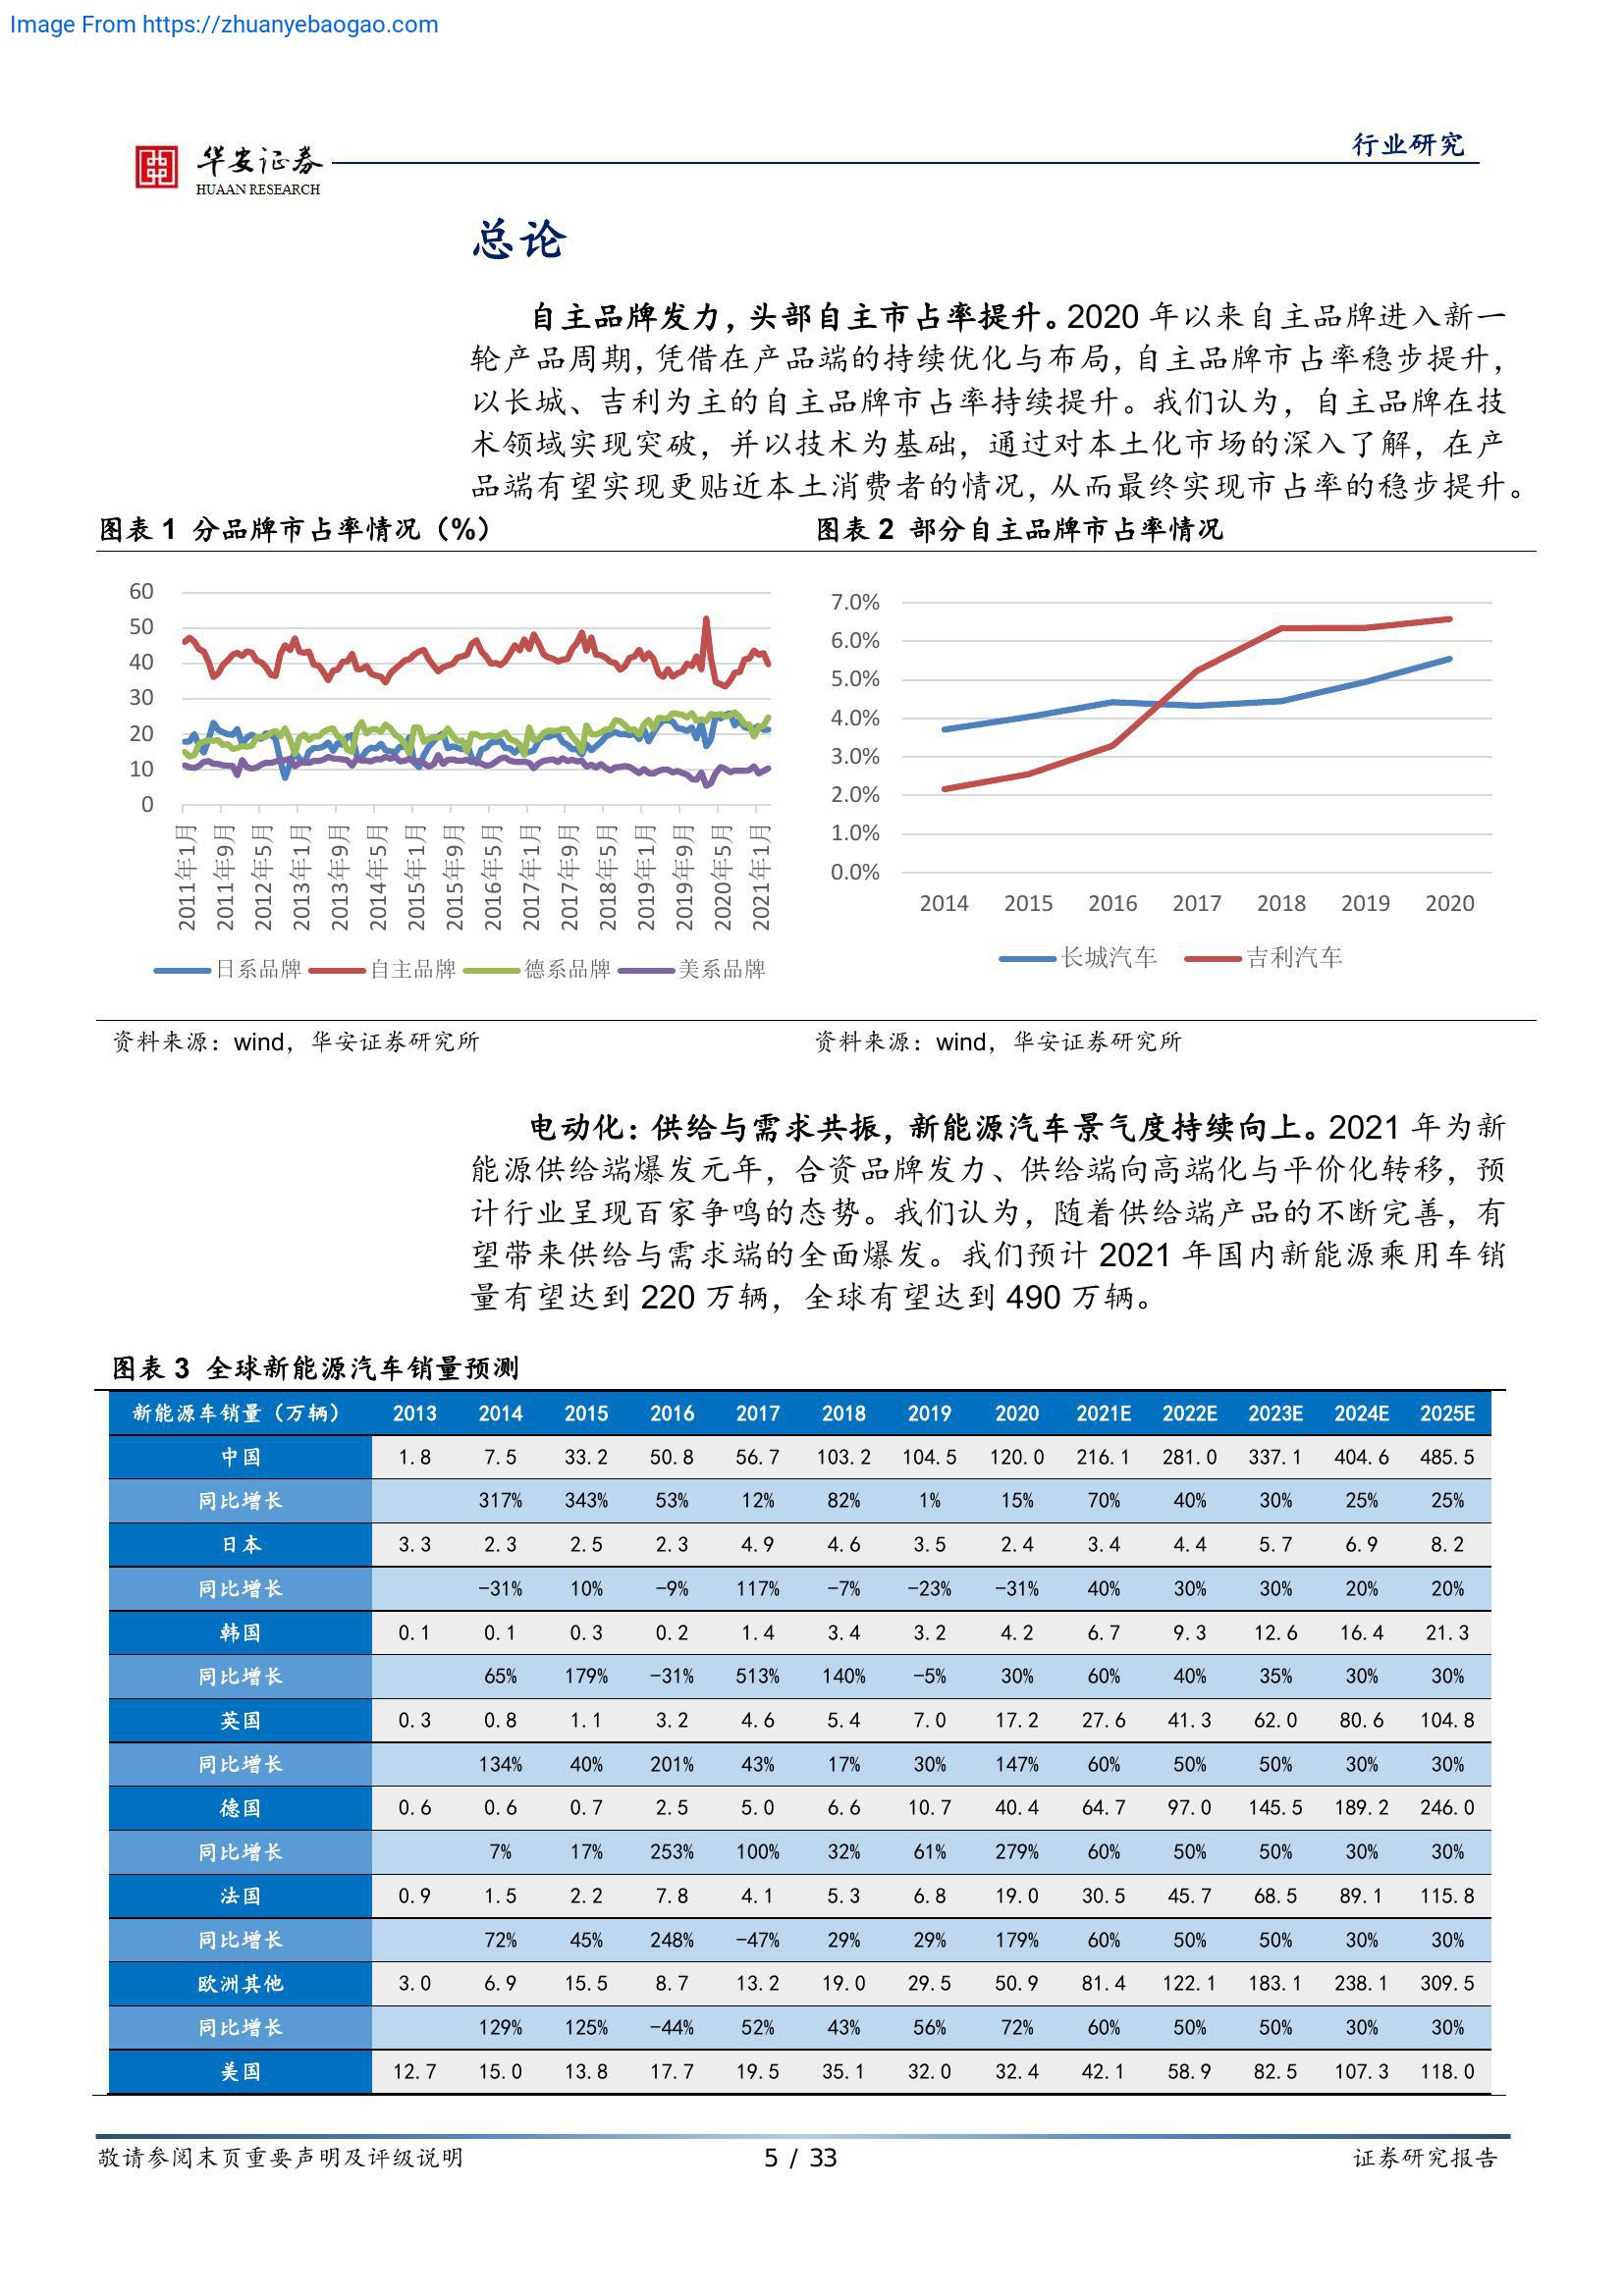 Image From https://zhuanyebaogao.com
华安证券
HUAAN RESEARCH
行业研究
总论
自主品牌发力，头部自主市占率提升。2020 年以来自主品牌进入新一
轮产品周期，凭借在产品端的持续优化与布局，自主品牌市占率稳步提升，
以长城、吉利为主的自主品牌市占率持续提升。我们认为，自主品牌在技
术领域实现突破，并以技术为基础，通过对本土化市场的深入了解，在产
品端有望实现更贴近本土消费者的情况，从而最终实现市占率的稳步提升。
图表 1 分品牌市占率情况（%）
60
50
40
30
20
10
0
2011年1月 2011年9月 2012年5月 2013年1月 2013年9月 2014年5月 2015年1月 2015年9月 2016年5月 2017年1月 2017年9月 2018年5月 2019年1月 2019年9月 2020年5月 2021年1月
日系品牌 自主品牌 德系品牌 美系品牌
资料来源：wind，华安证券研究所
图表 2 部分自主品牌市占率情况
7.0%
6.0%
5.0%
4.0%
3.0%
2.0%
1.0%
0.0%
2014 2015 2016 2017 2018 2019 2020
长城汽车 吉利汽车
资料来源：wind，华安证券研究所
电动化：供给与需求共振，新能源汽车景气度持续向上。2021 年为新
能源供给端爆发元年，合资品牌发力、供给端向高端化与平价化转移，预
计行业呈现百家争鸣的态势。我们认为，随着供给端产品的不断完善，有
望带来供给与需求端的全面爆发。我们预计 2021 年国内新能源乘用车销
量有望达到 220 万辆，全球有望达到 490 万辆。
图表 3 全球新能源汽车销量预测
新能源车销量（万辆） 2013 2014 2015 2016 2017 2018 2019 2020 2021E 2022E 2023E 2024E 2025E
中国 1.8 7.5 33.2 50.8 56.7 103.2 104.5 120.0 216.1 281.0 337.1 404.6 485.5
同比增长 317% 343% 53% 12% 82% 1% 15% 70% 40% 30% 25% 25%
日本 3.3 2.3 2.5 2.3 4.9 4.6 3.5 2.4 3.4 4.4 5.7 6.9 8.2
同比增长 -31% 10% -9% 117% -7% -23% -31% 40% 30% 30% 20% 20%
韩国 0.1 0.1 0.3 0.2 1.4 3.4 3.2 4.2 6.7 9.3 12.6 16.4 21.3
同比增长 65% 179% -31% 513% 140% -5% 30% 60% 40% 35% 30% 30%
英国 0.3 0.8 1.1 3.2 4.6 5.4 7.0 17.2 27.6 41.3 62.0 80.6 104.8
同比增长 134% 40% 201% 43% 17% 30% 147% 60% 50% 50% 30% 30%
德国 0.6 0.6 0.7 2.5 5.0 6.6 10.7 40.4 64.7 97.0 145.5 189.2 246.0
同比增长 7% 17% 253% 100% 32% 61% 279% 60% 50% 50% 30% 30%
法国 0.9 1.5 2.2 7.8 4.1 5.3 6.8 19.0 30.5 45.7 68.5 89.1 115.8
同比增长 72% 45% 248% -47% 29% 29% 179% 60% 50% 50% 30% 30%
欧洲其他 3.0 6.9 15.5 8.7 13.2 19.0 29.5 50.9 81.4 122.1 183.1 238.1 309.5
同比增长 129% 125% -44% 52% 43% 56% 72% 60% 50% 50% 30% 30%
美国 12.7 15.0 13.8 17.7 19.5 35.1 32.0 32.4 42.1 58.9 82.5 107.3 118.0
敬请参阅末页重要声明及评级说明 5 / 33 证券研究报告